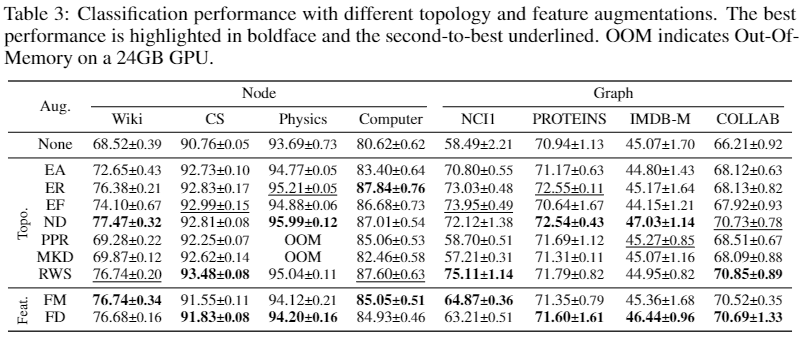 Table 3: Classification performance with different topology and feature augmentations. The best
performance is highlighted in boldface and the second-to-best underlined. OOM indicates Out-Of-
Memory on a 24GB GPU.
Aug. Node Graph
Wiki CS Physics Computer NCI1 PROTEINS IMDB-M COLLAB
None 68.52±0.39 90.76±0.05 93.69±0.73 80.62±0.62 58.49±2.21 70.94±1.13 45.07±1.70 66.21±0.92
Topo.
EA 72.65±0.43 92.73±0.10 94.77±0.05 83.40±0.64 70.80±0.55 71.17±0.63 44.80±1.43 68.12±0.63
ER 76.38±0.21 92.83±0.17 95.21±0.05 87.84±0.76 73.03±0.48 72.55±0.11 45.17±1.64 68.13±0.82
EF 74.10±0.67 92.99±0.15 94.88±0.06 86.68±0.73 73.95±0.49 70.64±1.67 44.15±1.21 67.92±0.93
ND 77.47±0.32 92.81±0.08 95.99±0.12 87.01±0.54 72.12±1.38 72.54±0.43 47.03±1.14 70.73±0.78
PPR 69.28±0.22 92.25±0.07 OOM 85.06±0.53 58.70±0.51 71.69±1.12 45.27±0.85 68.51±0.67
MKD 69.87±0.12 92.62±0.14 OOM 82.46±0.58 57.21±0.31 71.31±0.11 45.07±1.16 68.09±0.88
RWS 76.74±0.20 93.48±0.08 95.04±0.11 87.60±0.63 75.11±1.14 71.79±0.82 44.95±0.82 70.85±0.89
Feat.
FM 76.74±0.34 91.55±0.11 94.12±0.21 85.05±0.51 64.87±0.36 71.35±0.79 45.36±1.68 70.52±0.35
FD 76.68±0.16 91.83±0.08 94.20±0.16 84.93±0.46 63.21±0.51 71.60±1.61 46.44±0.96 70.69±1.33